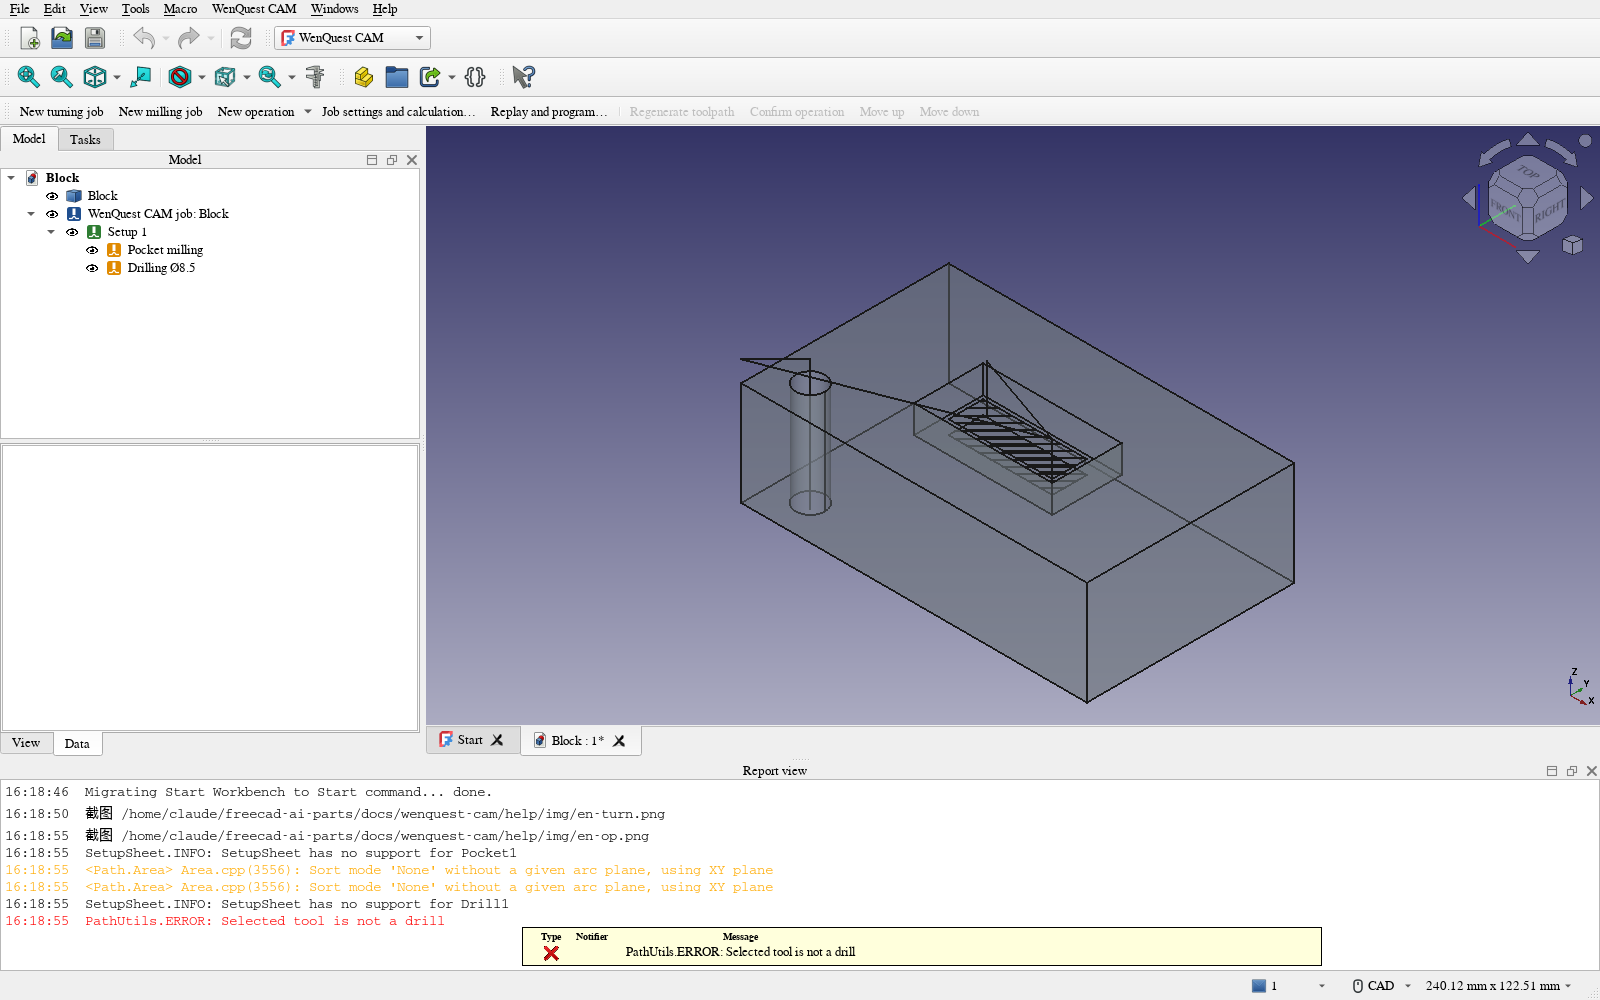 File Edit View Tools Macro WenQuest CAM Windows Help
WenQuest CAM
New turning job New milling job New operation Job settings and calculation… Replay and program… Regenerate toolpath Confirm operation Move up Move down
Model Tasks
Model
Block
Block
WenQuest CAM job: Block
Setup 1
Pocket milling
Drilling Ø8.5
TOP
FRONT
RIGHT
Z
Y
X
View Data
Start Block : 1*
Report view
16:18:46 Migrating Start Workbench to Start command... done.
16:18:50 截图 /home/claude/freecad-ai-parts/docs/wenquest-cam/help/img/en-turn.png
16:18:55 截图 /home/claude/freecad-ai-parts/docs/wenquest-cam/help/img/en-op.png
16:18:55 SetupSheet.INFO: SetupSheet has no support for Pocket1
16:18:55 <Path.Area> Area.cpp(3556): Sort mode 'None' without a given arc plane, using XY plane
16:18:55 <Path.Area> Area.cpp(3556): Sort mode 'None' without a given arc plane, using XY plane
16:18:55 SetupSheet.INFO: SetupSheet has no support for Drill1
16:18:55 PathUtils.ERROR: Selected tool is not a drill
Type Notifier Message
PathUtils.ERROR: Selected tool is not a drill
1 CAD 240.12 mm x 122.51 mm